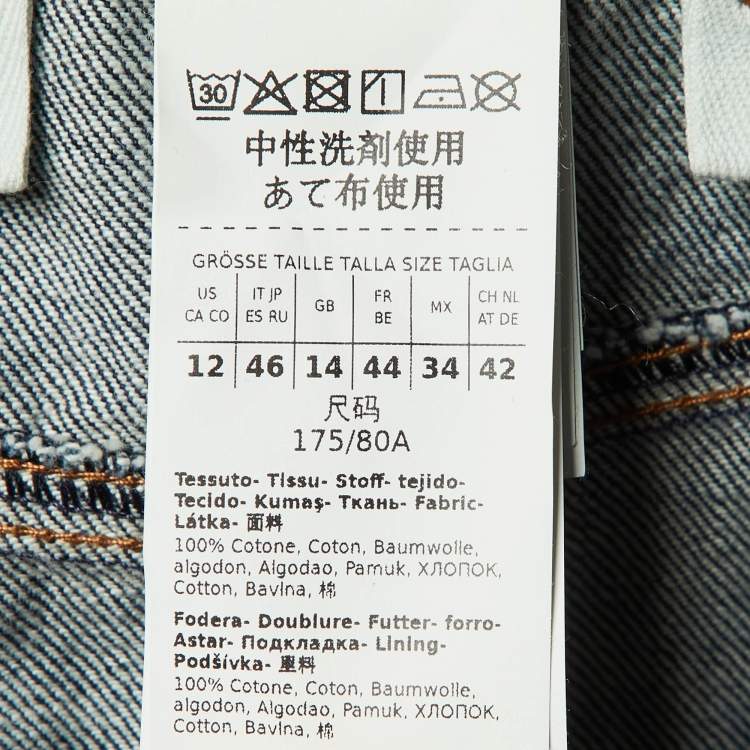 30
中性洗剤使用
あて布使用
GRÖSSE TAILLE TALLA SIZE TAGLIA
US IT JP GB FR MX CH NL
CA CO ES RU BE AT DE
12 46 14 44 34 42
尺码
175/80A
Tessuto- Tissu- Stoff- tejido-
Tecido- Kumaş- Ткань- Fabric-
Látka- 面料
100% Cotone, Coton, Baumwolle,
algodon, Algodao, Pamuk, ХЛОПОК,
Cotton, Bavlna, 棉
Fodera- Doublure- Futter- forro-
Astar- Подкладка- Lining-
Podšívka- 里料
100% Cotone, Coton, Baumwolle,
algodon, Algodao, Pamuk, ХЛОПОК,
Cotton, Bavlna, 棉